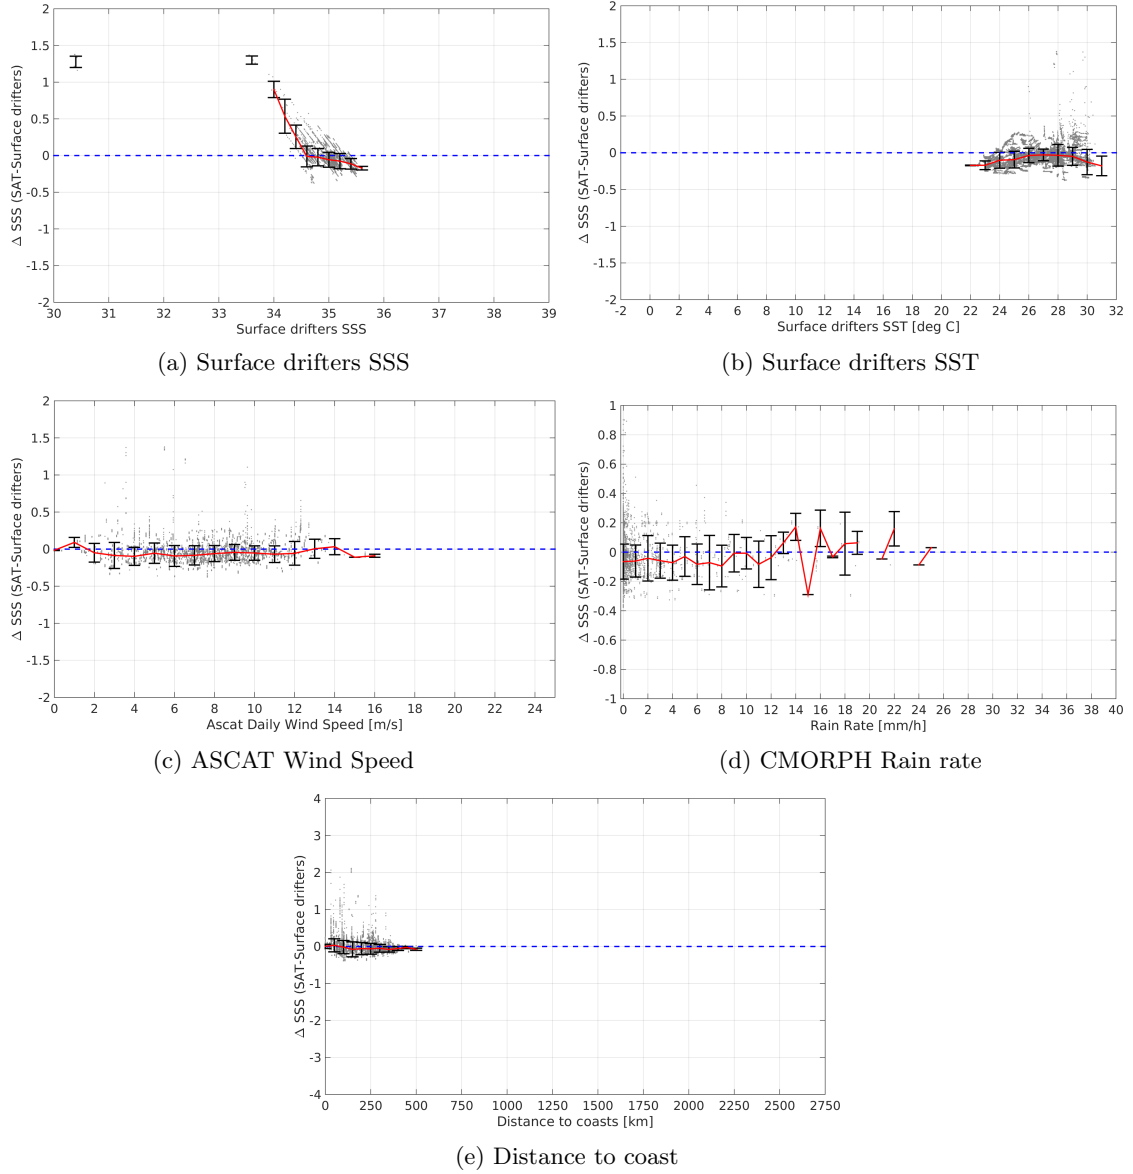 2
1.5
1
0.5
0
-0.5
-1
-1.5
-2
Δ SSS (SAT-Surface drifters)
30 31 32 33 34 35 36 37 38 39
Surface drifters SSS
(a) Surface drifters SSS
2
1.5
1
0.5
0
-0.5
-1
-1.5
-2
Δ SSS (SAT-Surface drifters)
-2 0 2 4 6 8 10 12 14 16 18 20 22 24 26 28 30 32
Surface drifters SST [deg C]
(b) Surface drifters SST
2
1.5
1
0.5
0
-0.5
-1
-1.5
-2
Δ SSS (SAT-Surface drifters)
0 2 4 6 8 10 12 14 16 18 20 22 24
Ascat Daily Wind Speed [m/s]
(c) ASCAT Wind Speed
1
0.8
0.6
0.4
0.2
0
-0.2
-0.4
-0.6
-0.8
-1
Δ SSS (SAT-Surface drifters)
0 2 4 6 8 10 12 14 16 18 20 22 24 26 28 30 32 34 36 38 40
Rain Rate [mm/h]
(d) CMORPH Rain rate
4
3
2
1
0
-1
-2
-3
-4
Δ SSS (SAT-Surface drifters)
0 250 500 750 1000 1250 1500 1750 2000 2250 2500 2750
Distance to coasts [km]
(e) Distance to coast